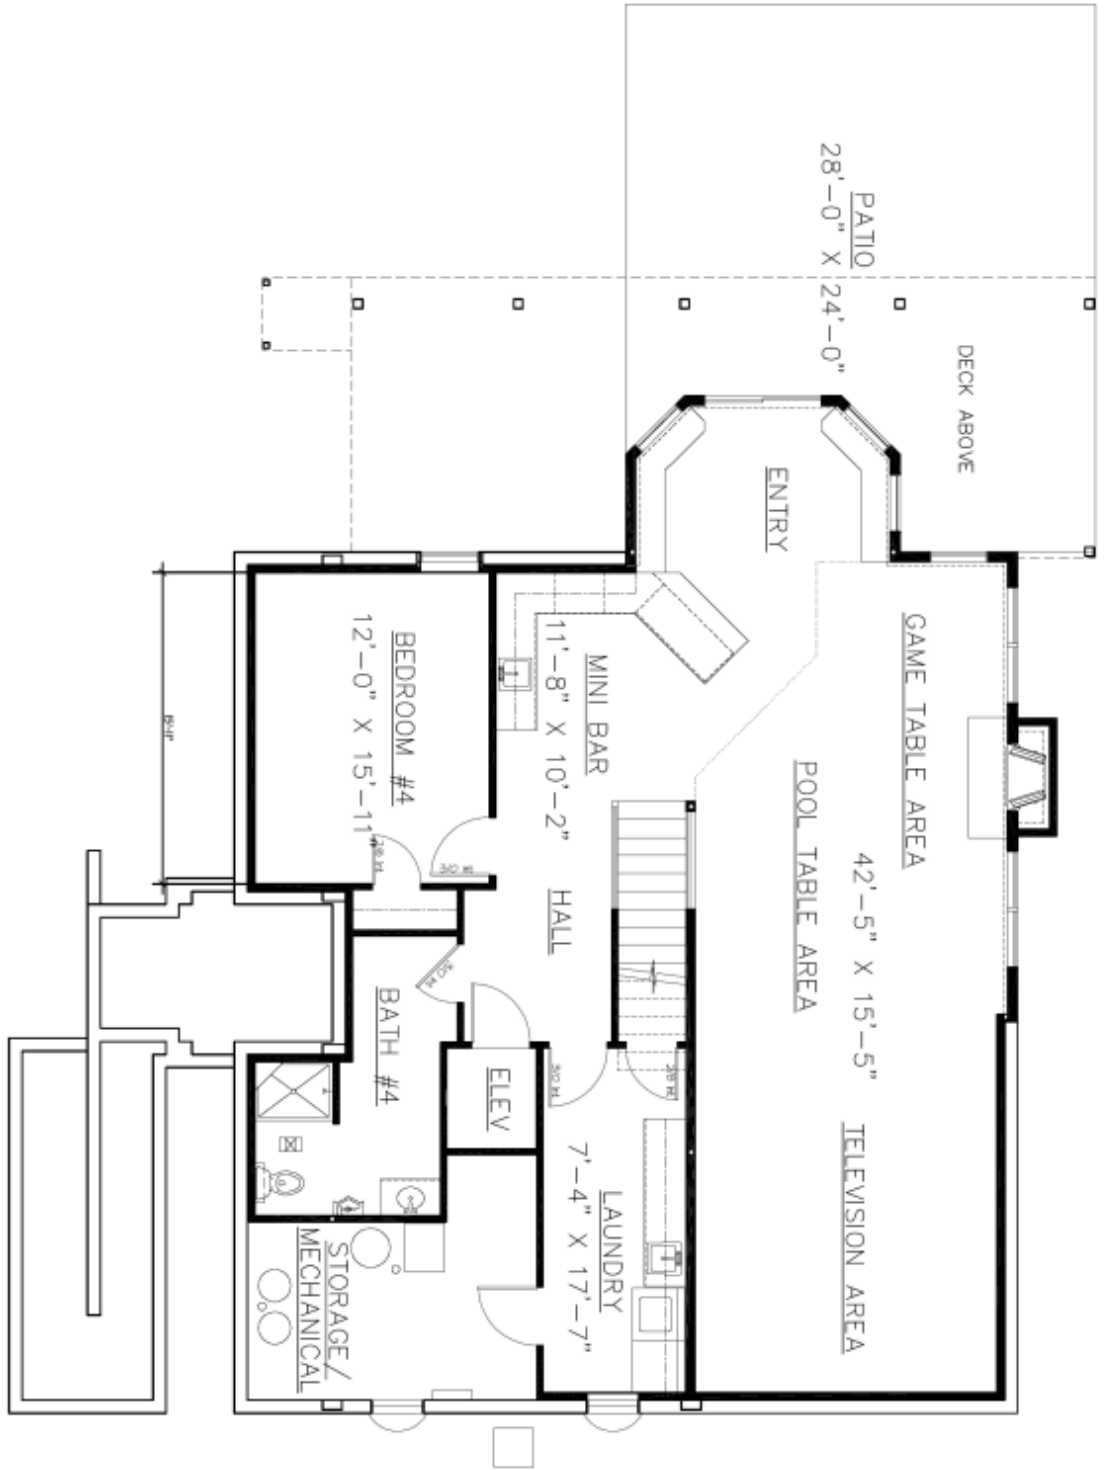 PATIO
28'-0" X 24'-0"
DECK ABOVE
ENTRY
GAME TABLE AREA
POOL TABLE AREA
42'-5" X 15'-5"
TELEVISION AREA
MINI BAR
11'-8" X 10'-2"
HALL
LAUNDRY
7'-4" X 17'-7"
ELEV
BEDROOM #4
12'-0" X 15'-11"
BATH #4
STORAGE/
MECHANICAL
15'-11"